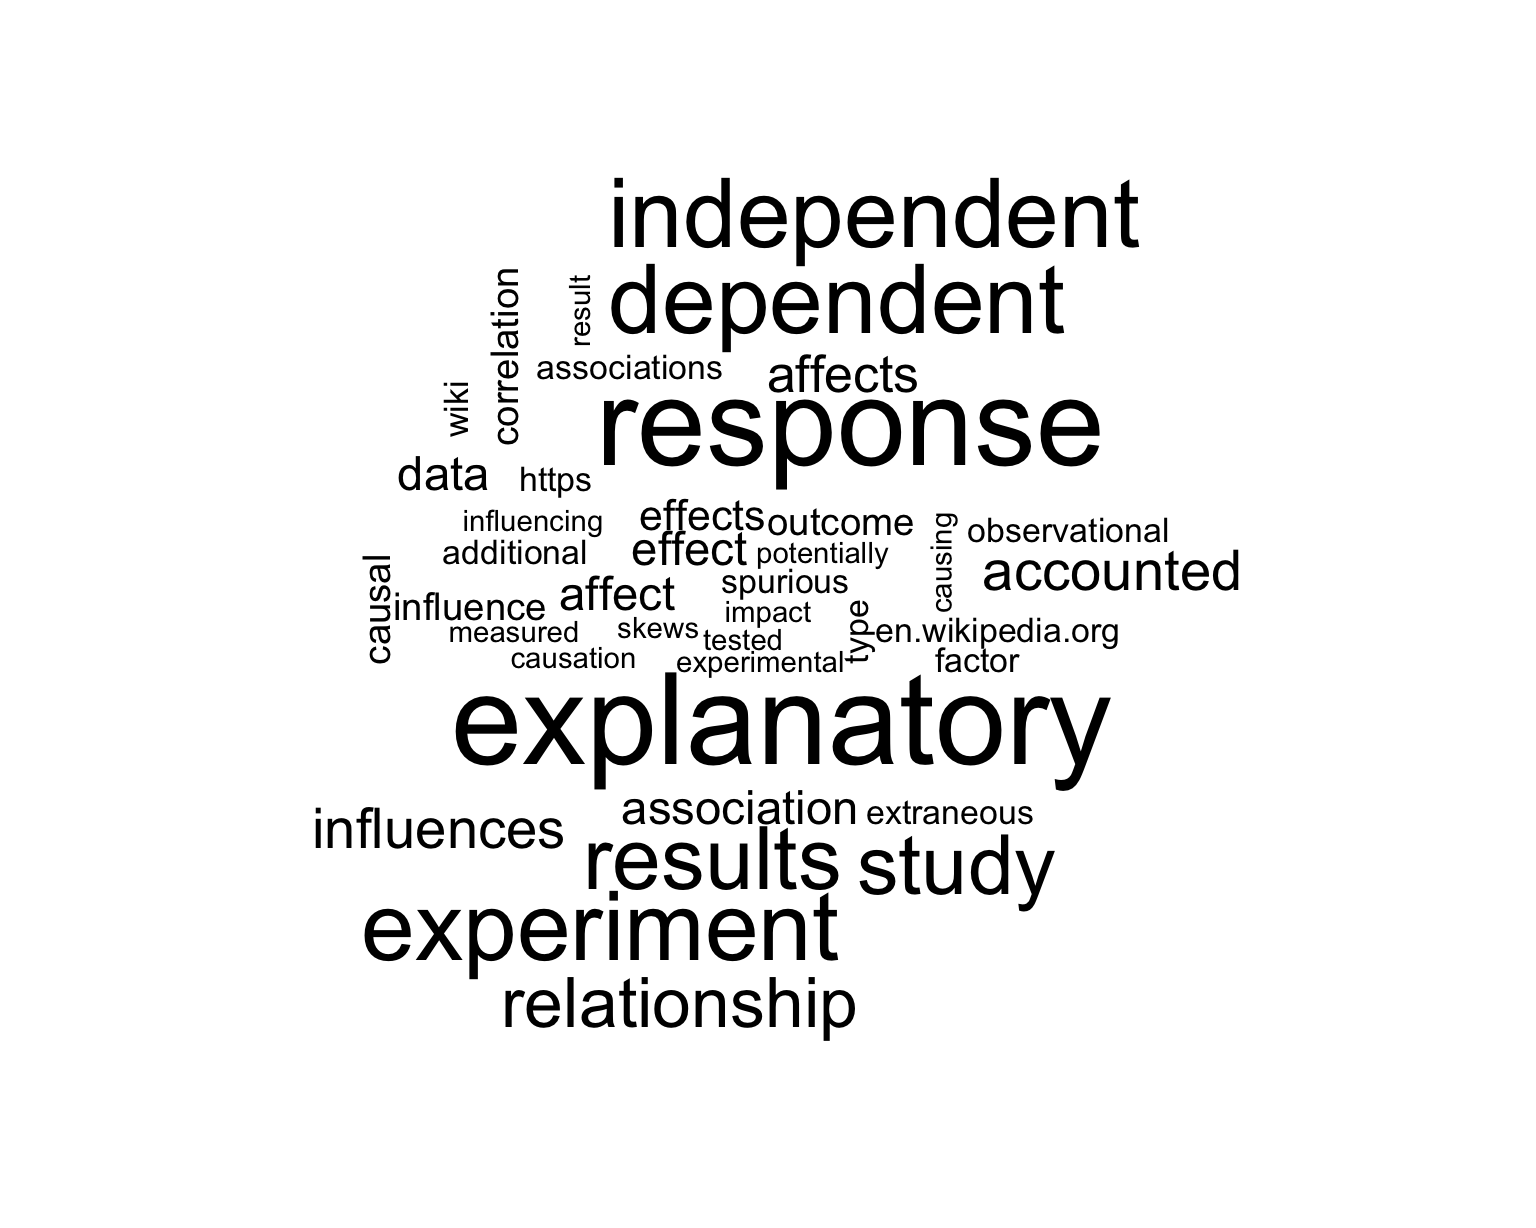 independent
dependent
correlation
result
associations
affects
wiki
response
data
https
influencing
effects
outcome
causing
observational
additional
effect
potentially
accounted
causal
influence
affect
spurious
impact
type
measured
skews
tested
en.wikipedia.org
causation
experimental
factor
explanatory
influences
association
extraneous
results
study
experiment
relationship